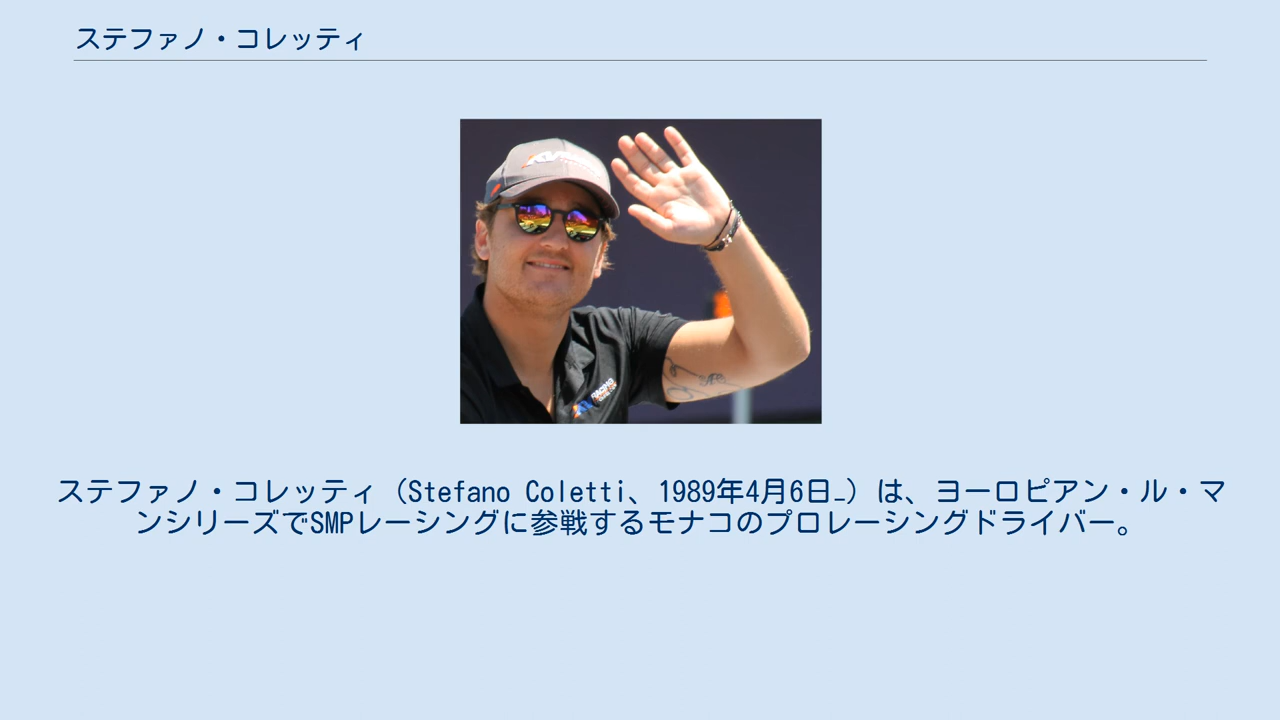 ステファノ・コレッティ
ステファノ・コレッティ（Stefano Coletti、1989年4月6日-）は、ヨーロピアン・ル・マ
ンシリーズでSMPレーシングに参戦するモナコのプロレーシングドライバー。